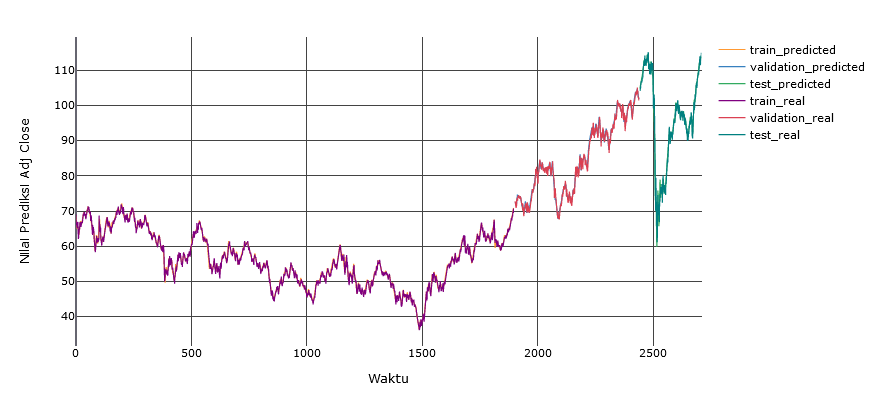 train_predicted
validation_predicted
test_predicted
train_real
validation_real
test_real
NIlaI PredIksI Adj Close
110
100
90
80
70
60
50
40
0
500
1000
1500
2000
2500
Waktu